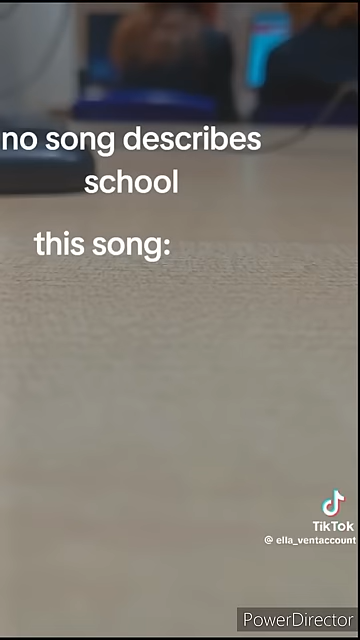 no song describes
school
this song:
TikTok
@ ella_ventaccount
PowerDirector